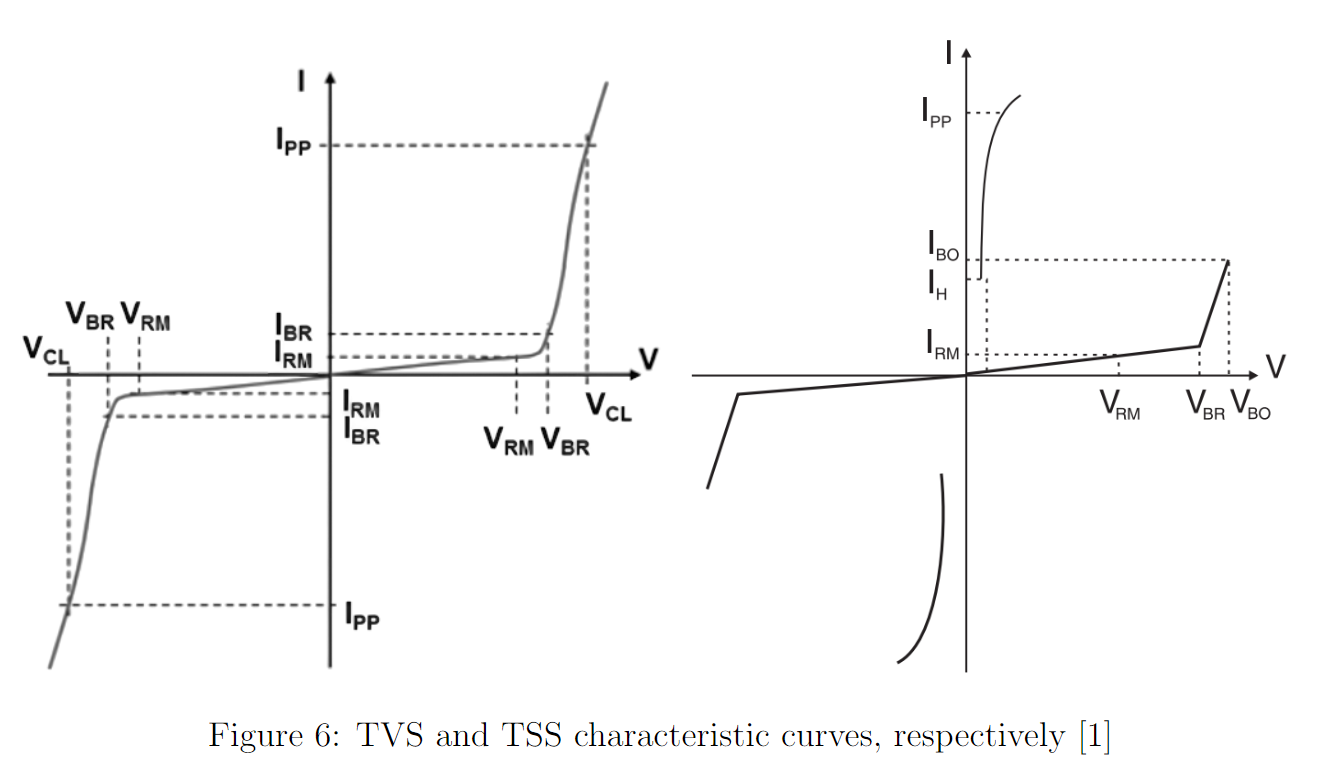 I
I_PP
V_BR V_RM
V_CL
I_BR
I_RM
V
I_RM
I_BR
V_CL
V_RM V_BR
I_PP
I
I_PP
I_BO
I_H
I_RM
V
V_RM V_BR V_BO
Figure 6: TVS and TSS characteristic curves, respectively [1]